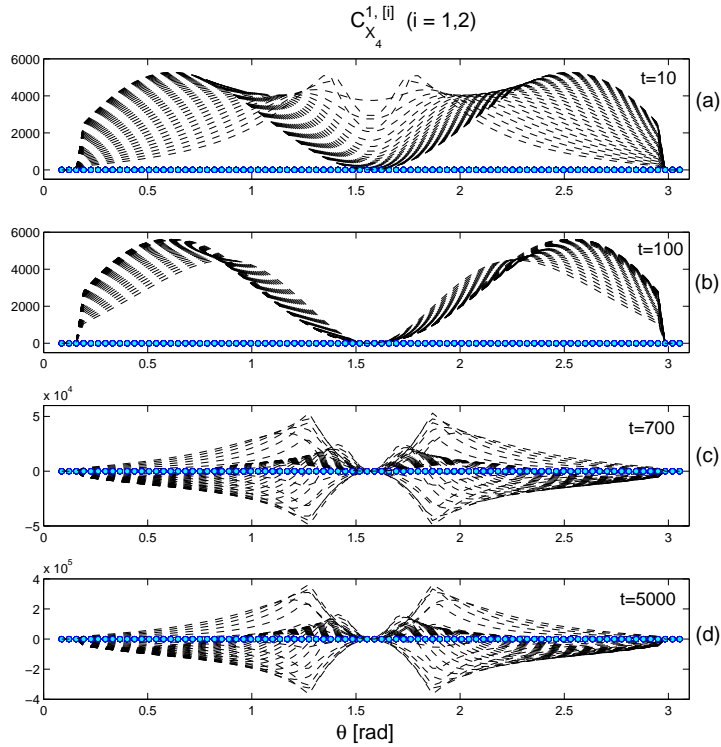 C_{X_4}^{1, [i]} (i = 1,2)
6000
4000
2000
0
t=10
(a)
0 0.5 1 1.5 2 2.5 3
6000
4000
2000
0
t=100
(b)
0 0.5 1 1.5 2 2.5 3
x 10^4
5
0
−5
t=700
(c)
0 0.5 1 1.5 2 2.5 3
x 10^5
4
2
0
−2
−4
t=5000
(d)
0 0.5 1 1.5 2 2.5 3
θ [rad]